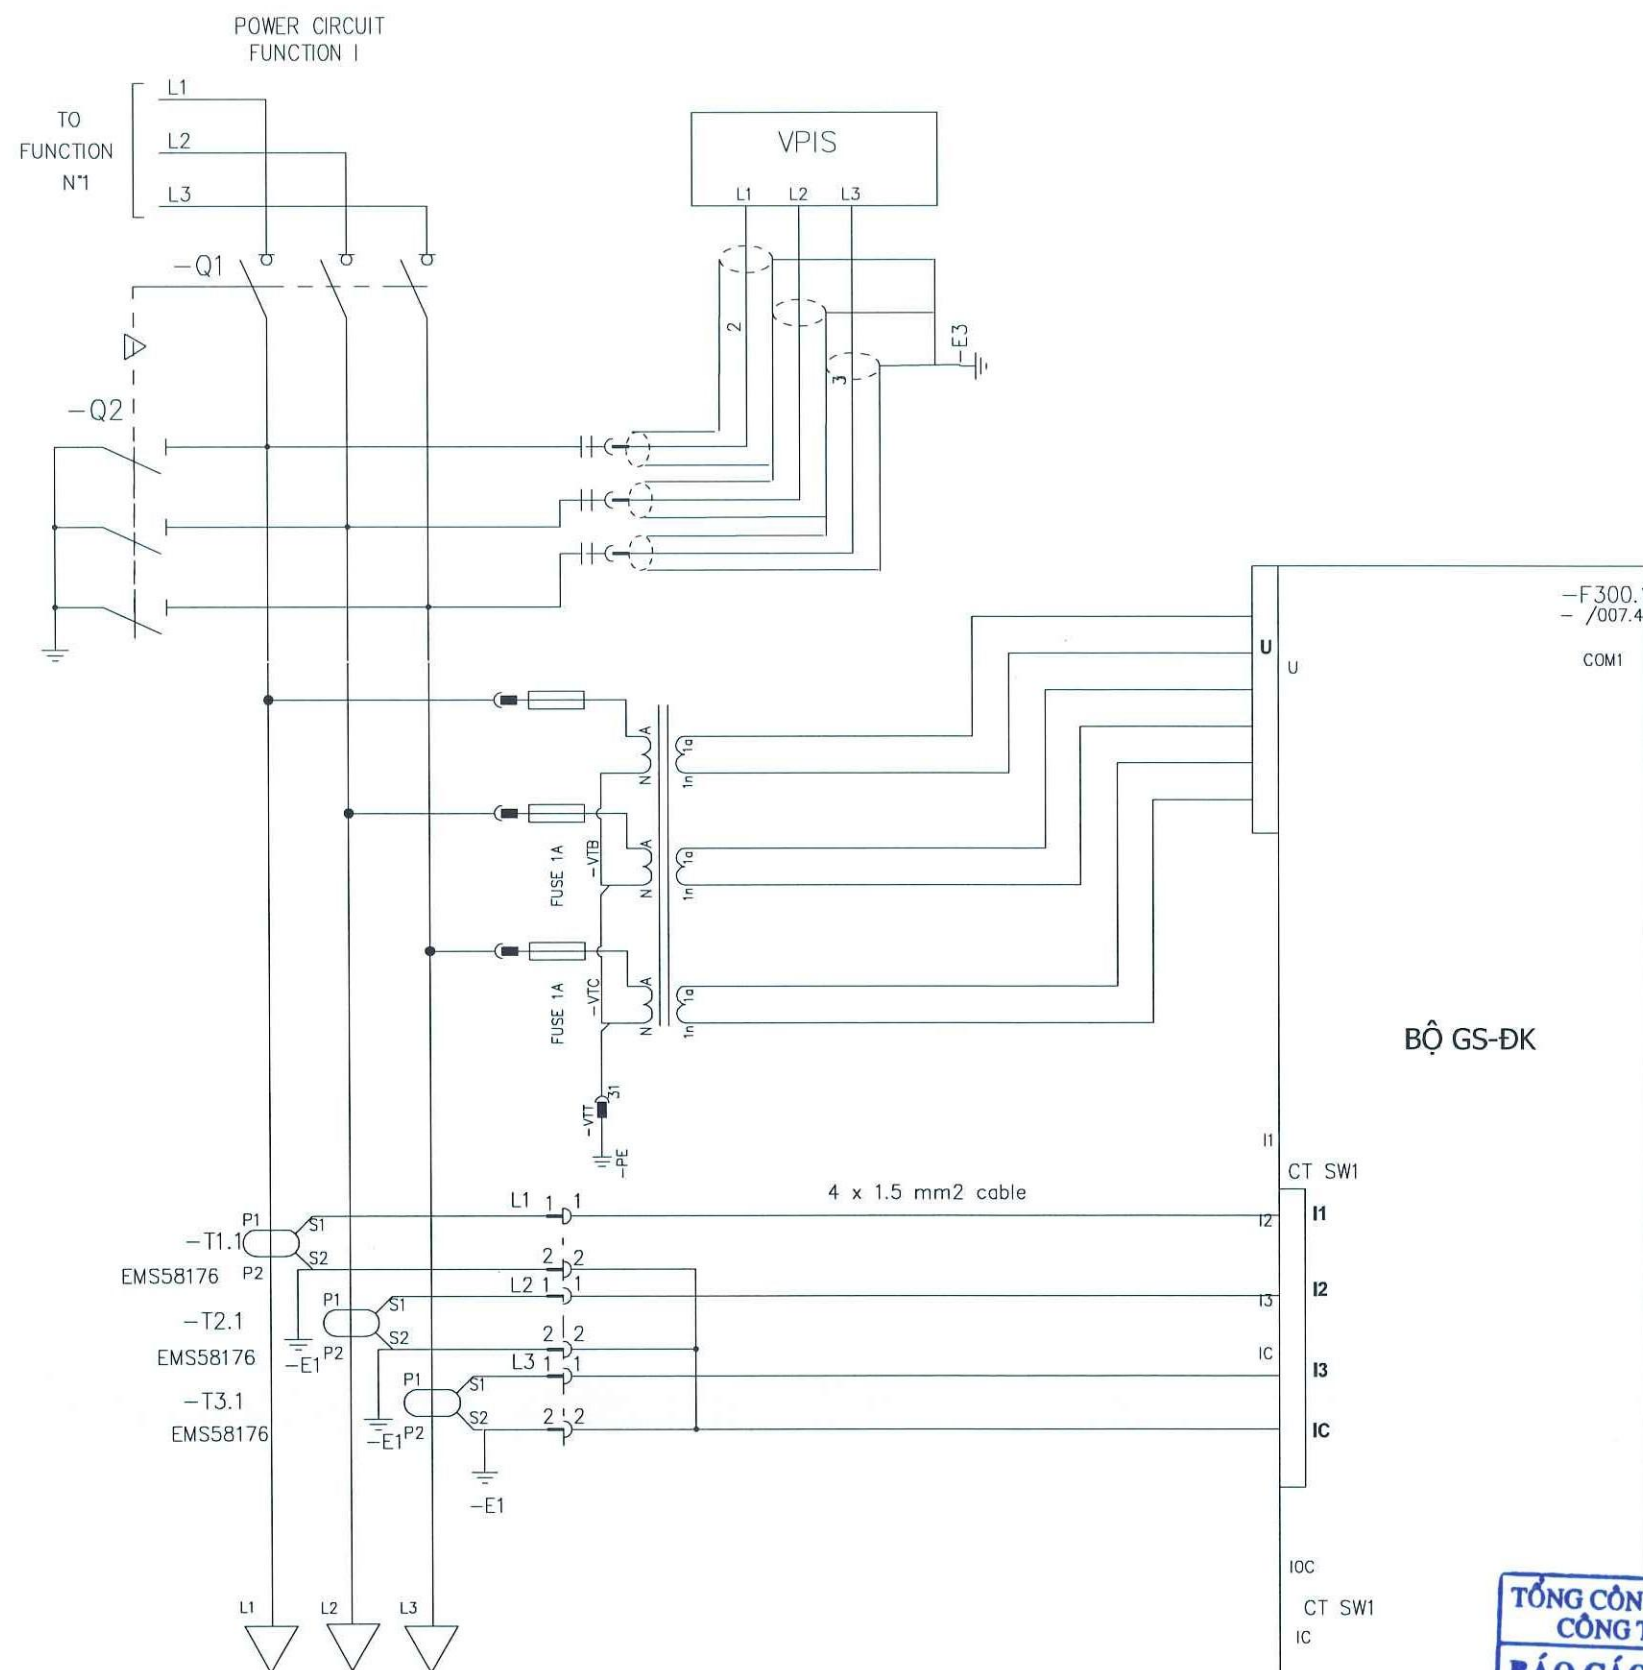 POWER CIRCUIT
FUNCTION I
TO
FUNCTION
N°1
L1
L2
L3
VPIS
L1 L2 L3
-Q1
2
3
-E3
-Q2
-F300.
- /007.4
COM1
U
U
A
N
1a
1n
FUSE 1A
-VTB
A
N
1a
1n
FUSE 1A
-VTC
A
N
1a
1n
BỘ GS-ĐK
31
-VTT
-PE
I1
CT SW1
4 x 1.5 mm2 cable
L1 1 1
I2 I1
P1 S1
-T1.1
S2
EMS58176 P2
2 2
L2 1 1
I3 I2
P1 S1
-T2.1
S2
EMS58176 -E1 P2
2 2
IC
L3 1 1
I3
P1 S1
-T3.1
S2
EMS58176 -E1 P2
2 2
IC
-E1
IOC
CT SW1
IC
L1 L2 L3
TỔNG CÔN
CÔNG T
BÁO CÁO